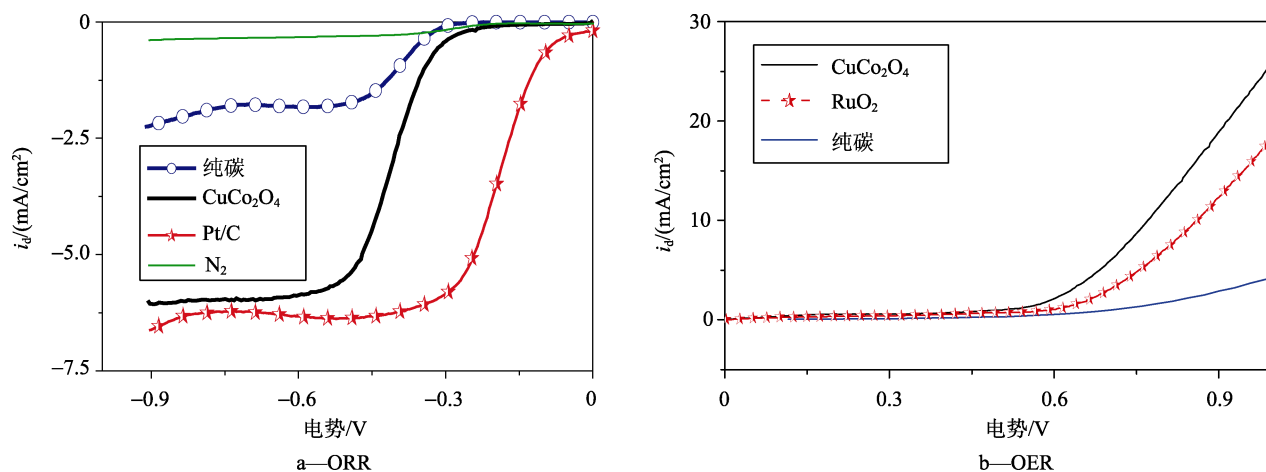 0
−2.5
−5.0
−7.5
i_d/(mA/cm²)
纯碳
CuCo₂O₄
Pt/C
N₂
−0.9
−0.6
−0.3
0
电势/V
a—ORR
30
20
10
0
i_d/(mA/cm²)
CuCo₂O₄
RuO₂
纯碳
0
0.3
0.6
0.9
电势/V
b—OER